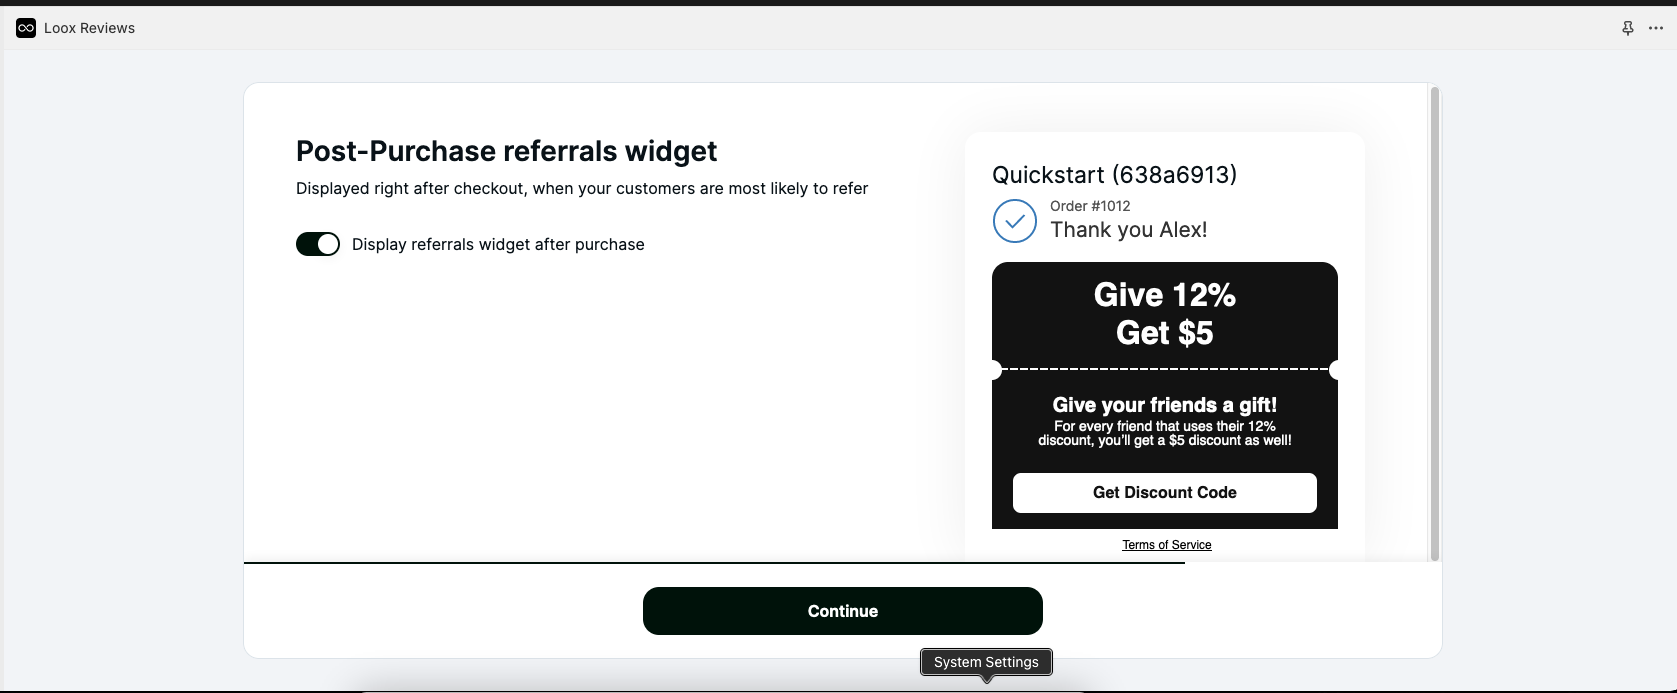 Loox Reviews
Post-Purchase referrals widget
Displayed right after checkout, when your customers are most likely to refer
Display referrals widget after purchase
Quickstart (638a6913)
Order #1012
Thank you Alex!
Give 12%
Get $5
Give your friends a gift!
For every friend that uses their 12%
discount, you'll get a $5 discount as well!
Get Discount Code
Terms of Service
Continue
System Settings